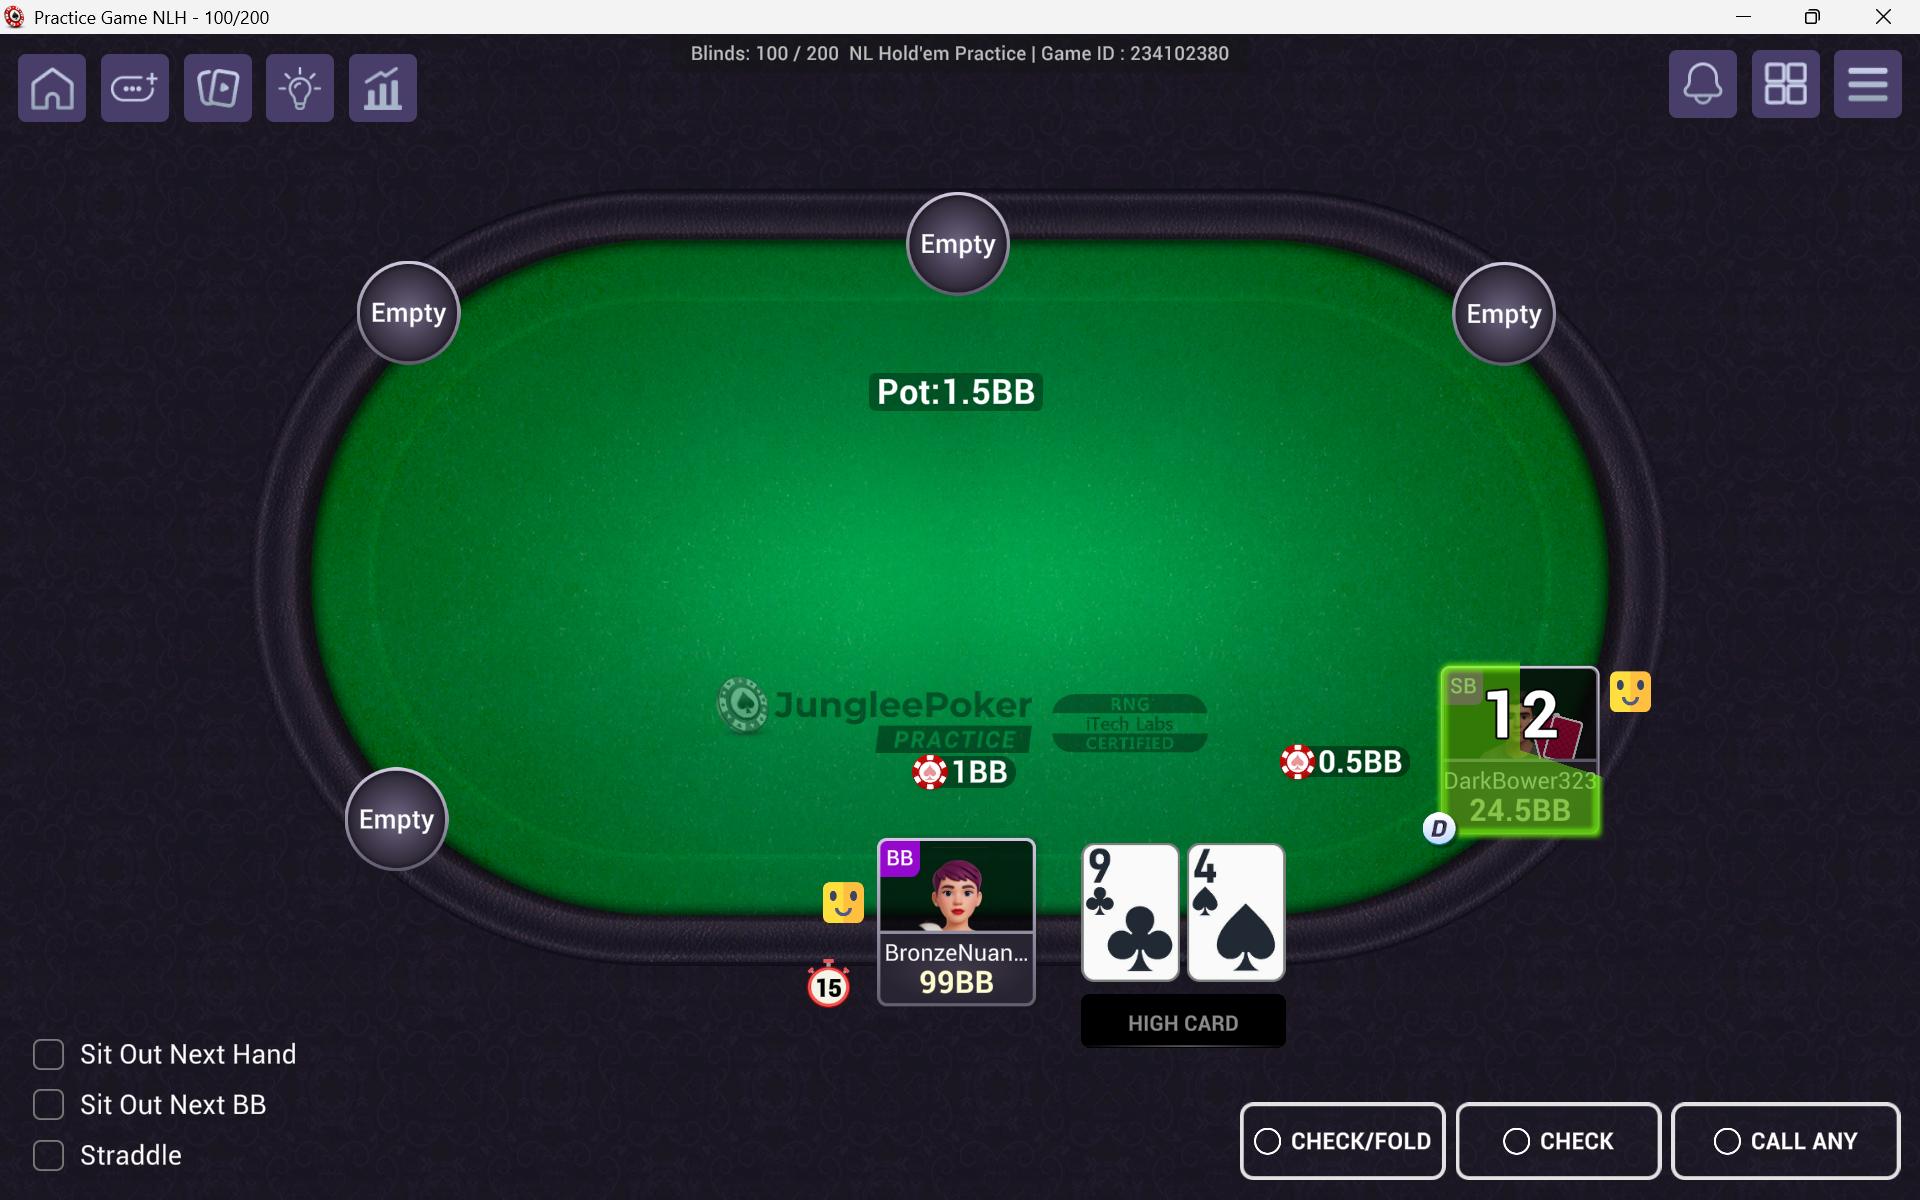 Practice Game NLH - 100/200
Blinds: 100 / 200 NL Hold'em Practice | Game ID : 234102380
Empty
Empty
Empty
Pot:1.5BB
JungleePoker
PRACTICE
RNG
iTech Labs
CERTIFIED
SB
12
1BB
0.5BB
DarkBower323
24.5BB
D
Empty
BB
9
4
BronzeNuan...
99BB
15
HIGH CARD
Sit Out Next Hand
Sit Out Next BB
Straddle
CHECK/FOLD
CHECK
CALL ANY